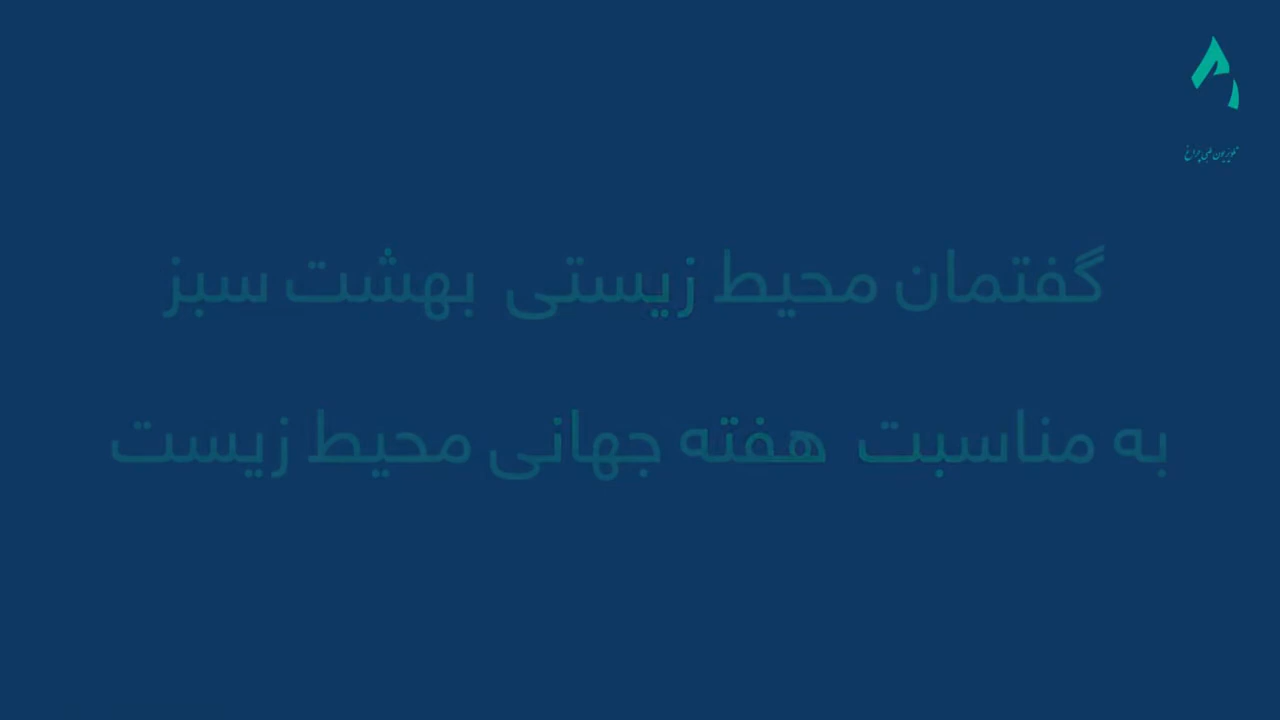 گفتمان محیط زیستی بهشت سبز
به مناسبت هفته جهانی محیط زیست